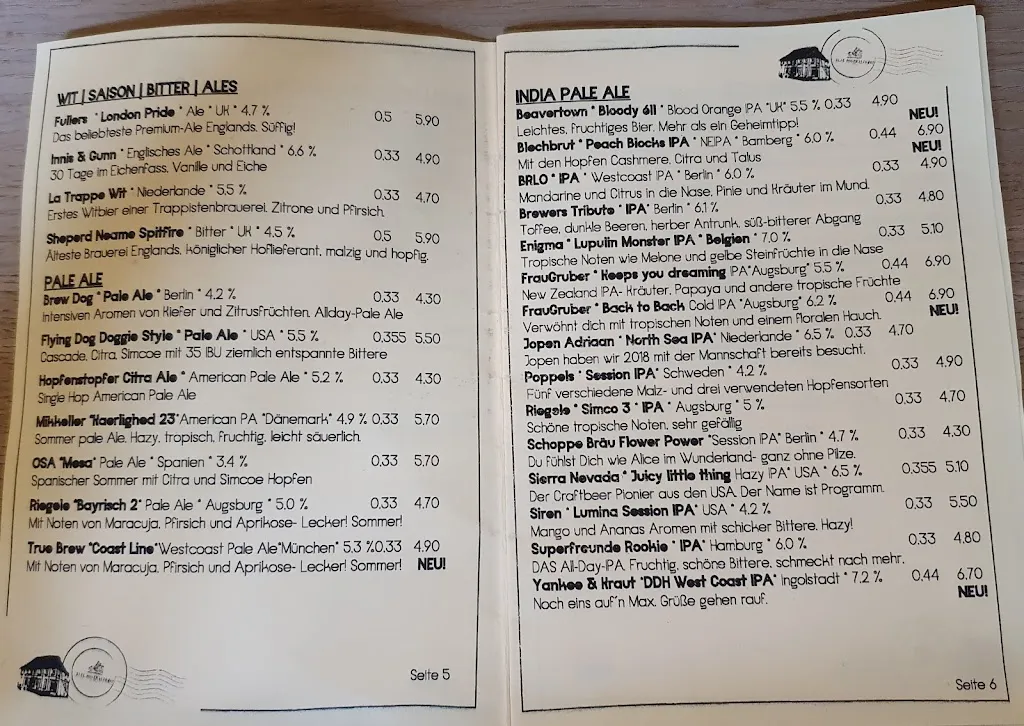 WIT | SAISON | BITTER | ALES
Fullers * London Pride * Ale * UK * 4.7 % 0,5 5.90
Das beliebteste Premium-Ale Englands. Süffig!
Innis & Gunn * Englisches Ale * Schottland * 6.6 % 0,33 4.90
30 Tage im Eichenfass, Vanille und Eiche
La Trappe Wit * Niederlande * 5,5 % 0,33 4.70
Erstes Witbier einer Trappistenbrauerei. Zitrone und Pfirsich.
Sheperd Neame Spitfire * Bitter * UK * 4.5 % 0,5 5.90
Älteste Brauerei Englands, königlicher Hoflieferant, malzig und hopfig.
PALE ALE
Brew Dog * Pale Ale * Berlin * 4.2 % 0,33 4.30
Intensiven Aromen von Kiefer und Zitrusfrüchten. Allday-Pale Ale
Flying Dog Doggie Style * Pale Ale * USA * 5.5 % 0,355 5.50
Cascade, Citra, Simcoe mit 35 IBU ziemlich entspannte Bittere
Hopfenstopfer Citra Ale * American Pale Ale * 5.2 % 0,33 4.30
Single Hop American Pale Ale
Mikkeller *Haerlighed 23*American PA *Dänemark* 4.9 % 0,33 5.70
Sommer pale Ale. Hazy, tropisch, fruchtig, leicht säuerlich.
OSA *Mesa* Pale Ale * Spanien * 3.4 % 0,33 5.70
Spanischer Sommer mit Citra und Simcoe Hopfen
Riegele *Bayrisch 2* Pale Ale * Augsburg * 5.0 % 0,33 4.70
Mit Noten von Maracuja, Pfirsich und Aprikose- Lecker! Sommer!
True Brew *Coast Line*Westcoast Pale Ale*München* 5.3 %0,33 4.90
Mit Noten von Maracuja, Pfirsich und Aprikose- Lecker! Sommer! NEU!
Seite 5
INDIA PALE ALE
Beavertown * Bloody 6ll * Blood Orange IPA *UK* 5,5 % 0,33 4.90
Leichtes, fruchtiges Bier. Mehr als ein Geheimtipp! NEU!
Blechbrut * Peach Blocks IPA * NEIPA * Bamberg * 6.0 % 0.44 6.90
Mit den Hopfen Cashmere, Citra und Talus NEU!
BRLO * IPA * Westcoast IPA * Berlin * 6.0 % 0.33 4.90
Mandarine und Citrus in die Nase, Pinie und Kräuter im Mund.
Brewers Tribute * IPA* Berlin * 6,1 % 0.33 4.80
Toffee, dunkle Beeren, herber Antrunk, süß-bitterer Abgang
Enigma * Lupulin Monster IPA * Belgien * 7.0 % 0.33 5.10
Tropische Noten wie Melone und gelbe Steinfrüchte in die Nase
FrauGruber * Keeps you dreaming IPA*Augsburg* 5.5 % 0,44 6.90
New Zealand IPA- Kräuter, Papaya und andere tropische Früchte
FrauGruber * Back to Back Cold IPA *Augsburg* 6.2 % 0,44 6.90
Verwöhnt dich mit tropischen Noten und einem floralen Hauch. NEU!
Jopen Adriaan * North Sea IPA* Niederlande * 6.5 % 0.33 4.70
Jopen haben wir 2018 mit der Mannschaft bereits besucht.
Poppels * Session IPA* Schweden * 4.2 % 0.33 4.90
Fünf verschiedene Malz- und drei verwendeten Hopfensorten
Riegele * Simco 3 * IPA * Augsburg * 5 % 0.33 4.70
Schöne tropische Noten, sehr gefällig
Schoppe Bräu Flower Power *Session IPA* Berlin * 4.7 % 0,33 4.30
Du fühlst Dich wie Alice im Wunderland- ganz ohne Pilze.
Sierra Nevada * Juicy little thing Hazy IPA* USA * 6,5 % 0,355 5.10
Der Craftbeer Pionier aus den USA. Der Name ist Programm.
Siren * Lumina Session IPA* USA * 4.2 % 0.33 5.50
Mango und Ananas Aromen mit schicker Bittere. Hazy!
Superfreunde Rookie * IPA* Hamburg * 6.0 % 0.33 4.80
DAS All-Day-IPA. Fruchtig, schöne Bittere, schmeckt nach mehr.
Yankee & Kraut *DDH West Coast IPA* Ingolstadt * 7.2 % 0.44 6.70
Noch eins auf´n Max. Grüße gehen rauf. NEU!
Seite 6